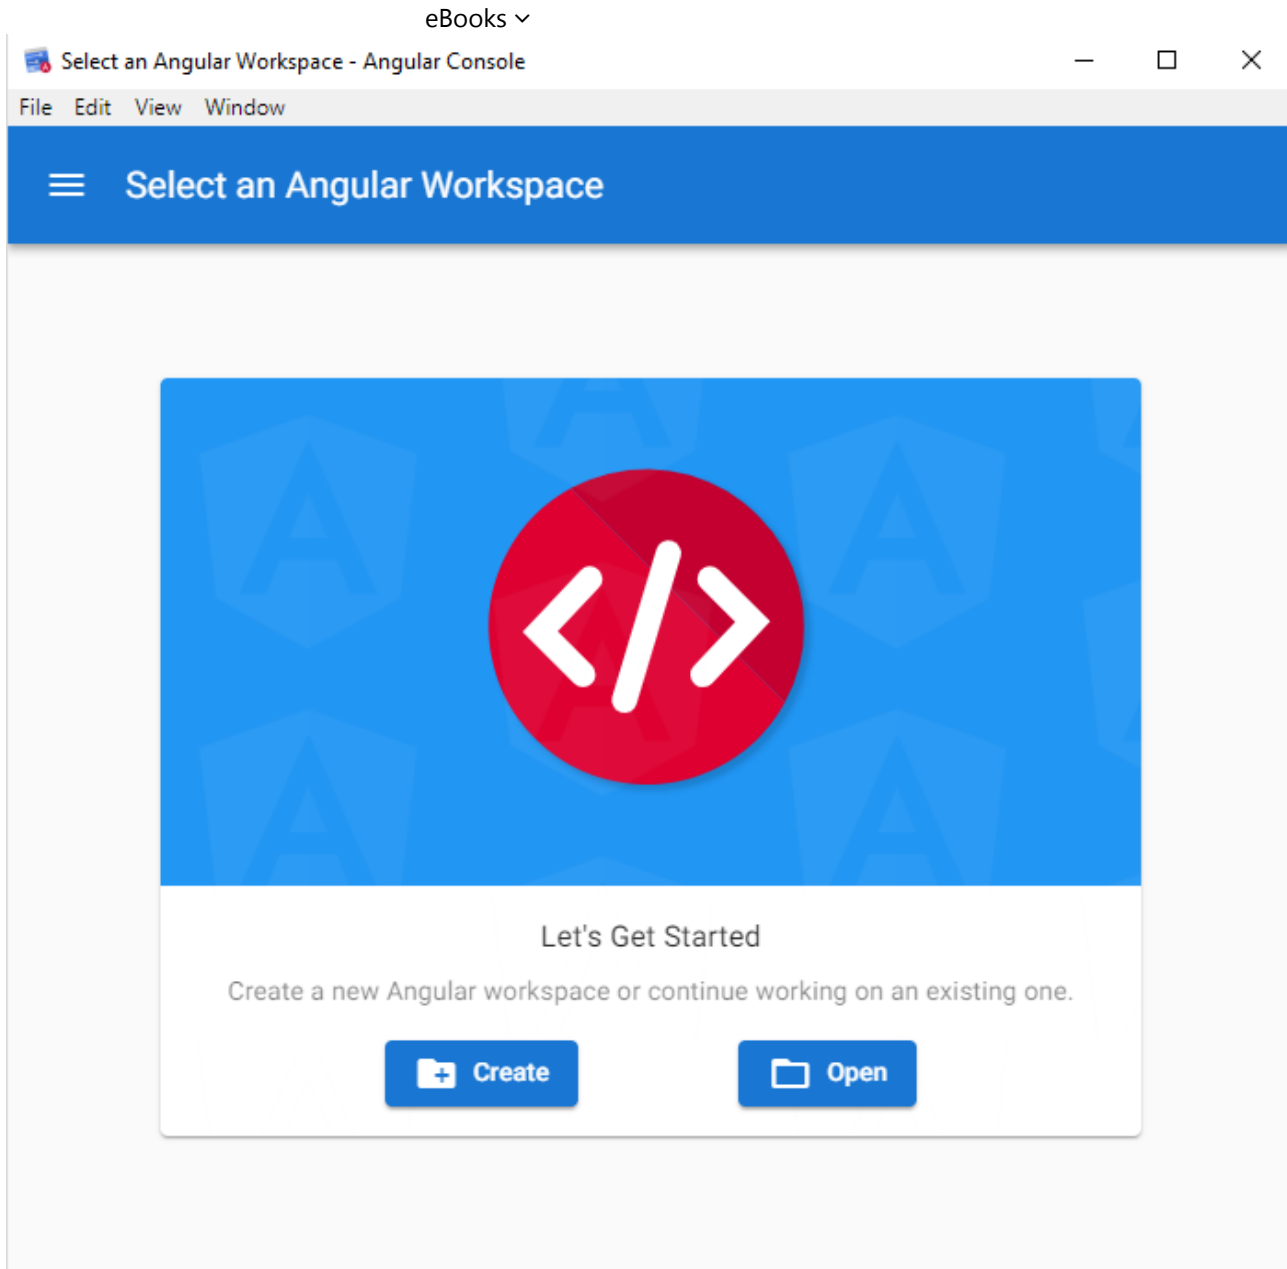 eBooks
Select an Angular Workspace - Angular Console
File Edit View Window
Select an Angular Workspace
Let's Get Started
Create a new Angular workspace or continue working on an existing one.
Create Open